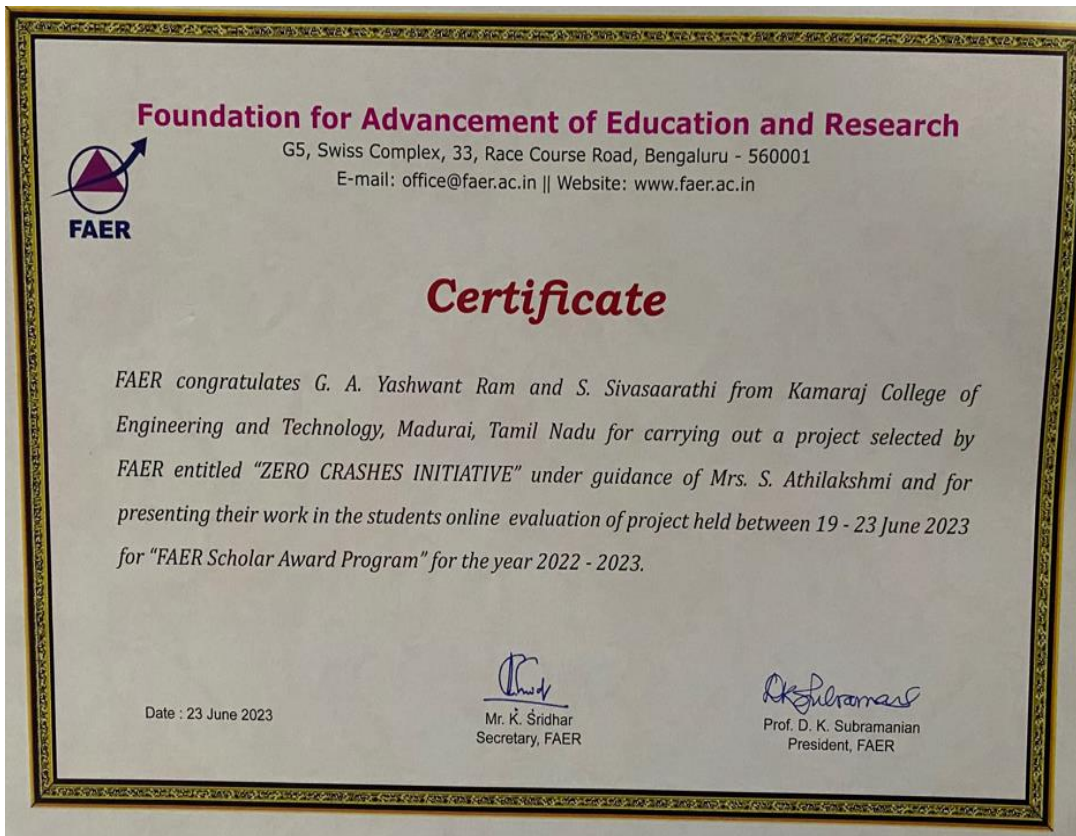 Foundation for Advancement of Education and Research
G5, Swiss Complex, 33, Race Course Road, Bengaluru - 560001
E-mail: office@faer.ac.in || Website: www.faer.ac.in
FAER
Certificate
FAER congratulates G. A. Yashwant Ram and S. Sivasaarathi from Kamaraj College of
Engineering and Technology, Madurai, Tamil Nadu for carrying out a project selected by
FAER entitled “ZERO CRASHES INITIATIVE” under guidance of Mrs. S. Athilakshmi and for
presenting their work in the students online evaluation of project held between 19 - 23 June 2023
for “FAER Scholar Award Program” for the year 2022 - 2023.
Date : 23 June 2023
Mr. K. Sridhar
Secretary, FAER
DKSubramani
Prof. D. K. Subramanian
President, FAER